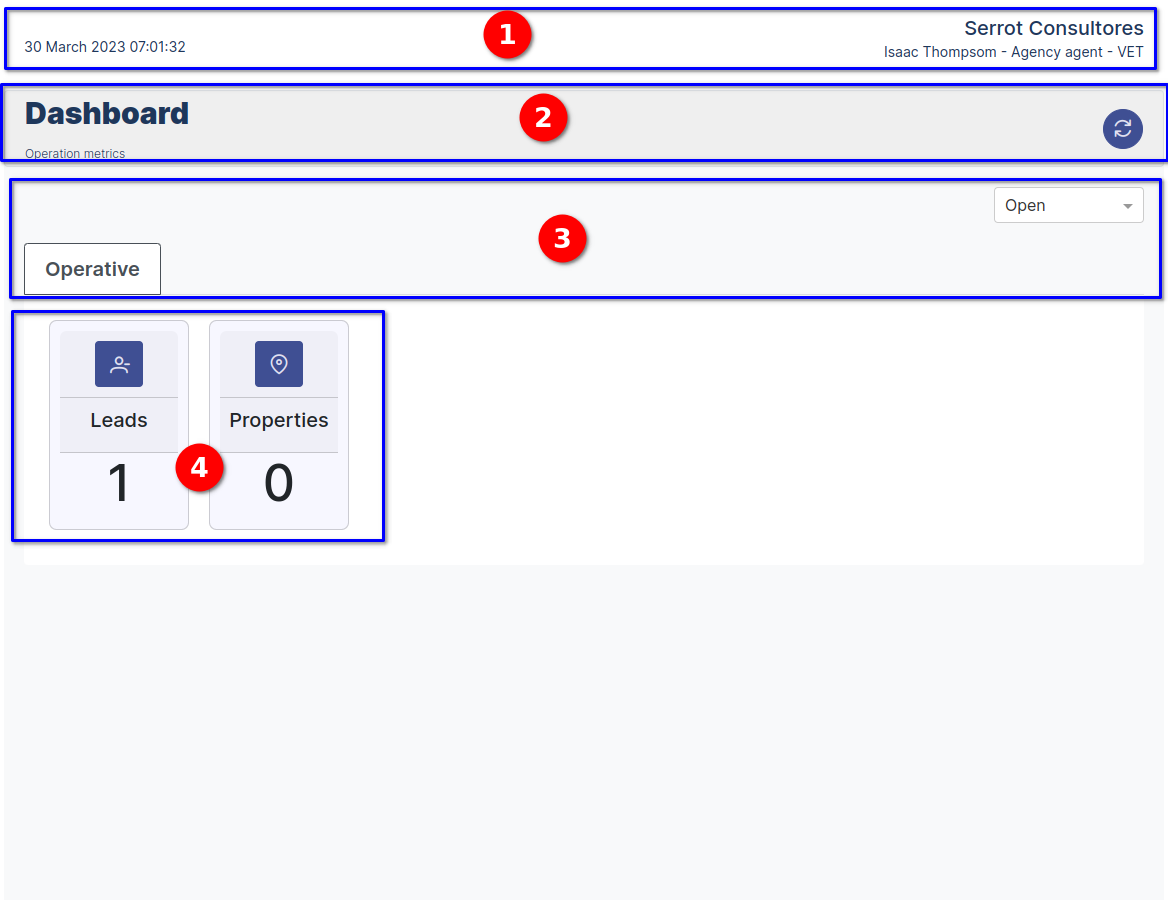 Serrot Consultores
30 March 2023 07:01:32
1
Isaac Thompsom - Agency agent - VET
Dashboard
2
Operation metrics
Open
3
Operative
Leads
Properties
4
1
0